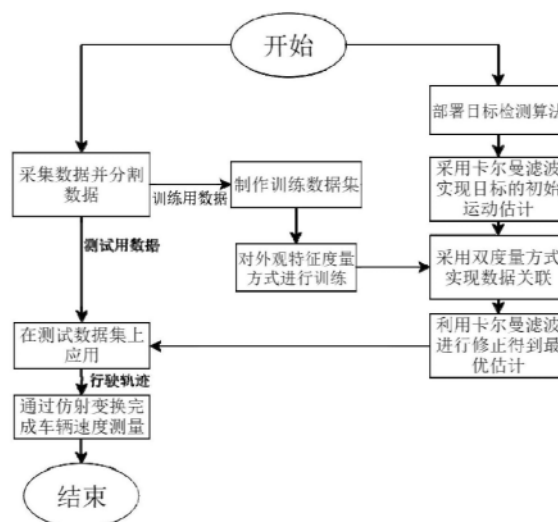 开始
部署目标检测算法
采集数据并分割
数据
训练用数据
制作训练数据集
采用卡尔曼滤波
实现目标的初始
运动估计
测试用数据
对外观特征度量
方式进行训练
采用双度量方式
实现数据关联
在测试数据集上
应用
利用卡尔曼滤波
进行修正得到最
优估计
行驶轨迹
通过仿射变换完
成车辆速度测量
结束